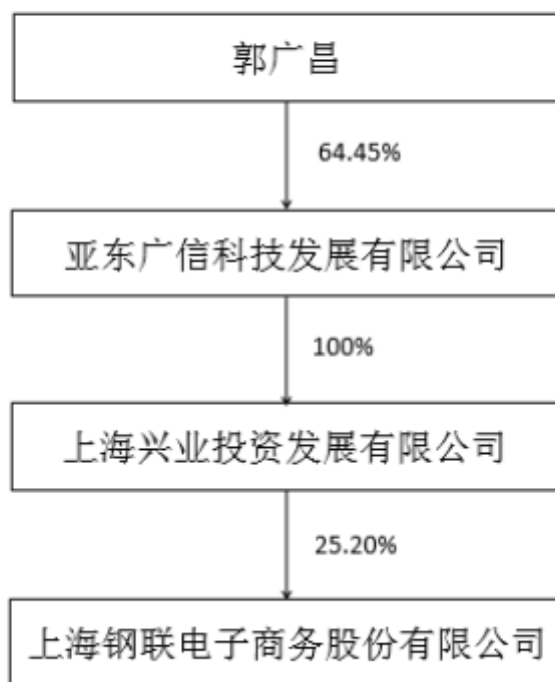 郭广昌
64.45%
亚东广信科技发展有限公司
100%
上海兴业投资发展有限公司
25.20%
上海钢联电子商务股份有限公司